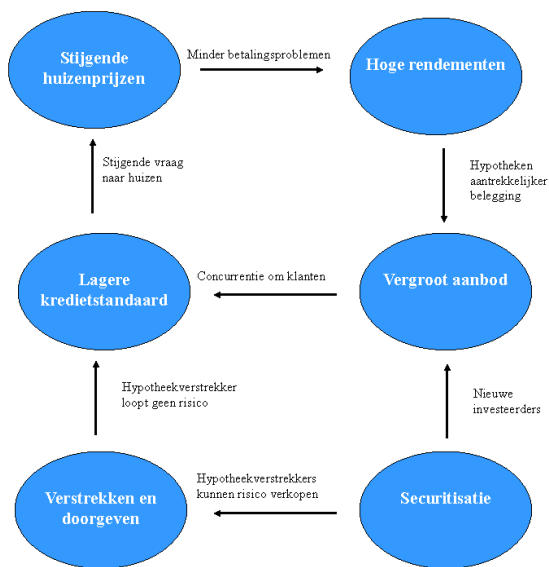 Stijgende
huizenprijzen
Minder betalingsproblemen
Hoge rendementen
Stijgende vraag
naar huizen
Hypotheken
aantrekkelijker
belegging
Lagere
kredietstandaard
Concurrentie om klanten
Vergroot aanbod
Hypotheekverstrekker
loopt geen risico
Nieuwe
investeerders
Verstrekken en
doorgeven
Hypotheekverstrekkers
kunnen risico verkopen
Securitisatie